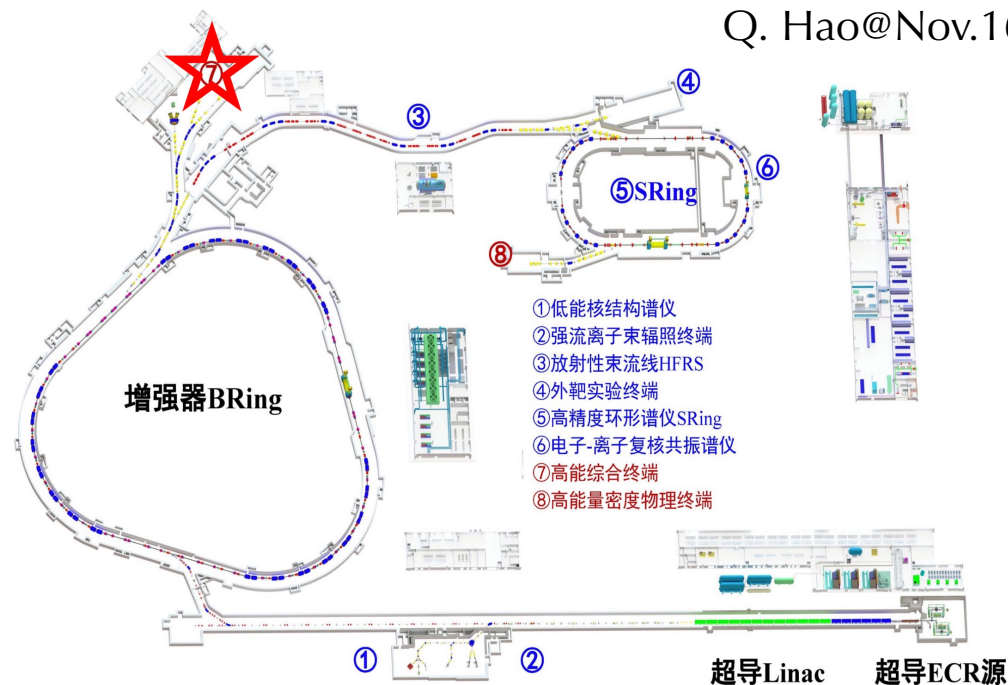 Q. Hao@Nov.16
⑦
③
④
⑥
⑤SRing
⑧
①低能核结构谱仪
②强流离子束辐照终端
③放射性束流线HFRS
④外靶实验终端
⑤高精度环形谱仪SRing
⑥电子-离子复核共振谱仪
⑦高能综合终端
⑧高能量密度物理终端
增强器BRing
①
②
超导Linac
超导ECR源